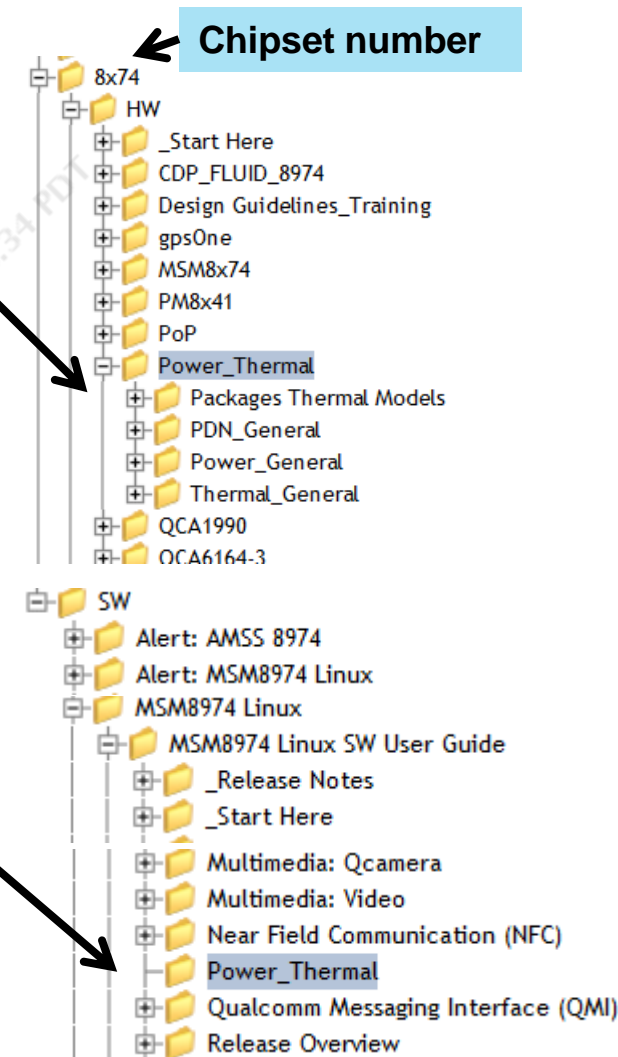 Chipset number
8x74
HW
_Start Here
CDP_FLUID_8974
Design Guidelines_Training
gpsOne
MSM8x74
PM8x41
PoP
Power_Thermal
Packages Thermal Models
PDN_General
Power_General
Thermal_General
QCA1990
QCA6164-3
SW
Alert: AMSS 8974
Alert: MSM8974 Linux
MSM8974 Linux
MSM8974 Linux SW User Guide
_Release Notes
_Start Here
Multimedia: Qcamera
Multimedia: Video
Near Field Communication (NFC)
Power_Thermal
Qualcomm Messaging Interface (QMI)
Release Overview